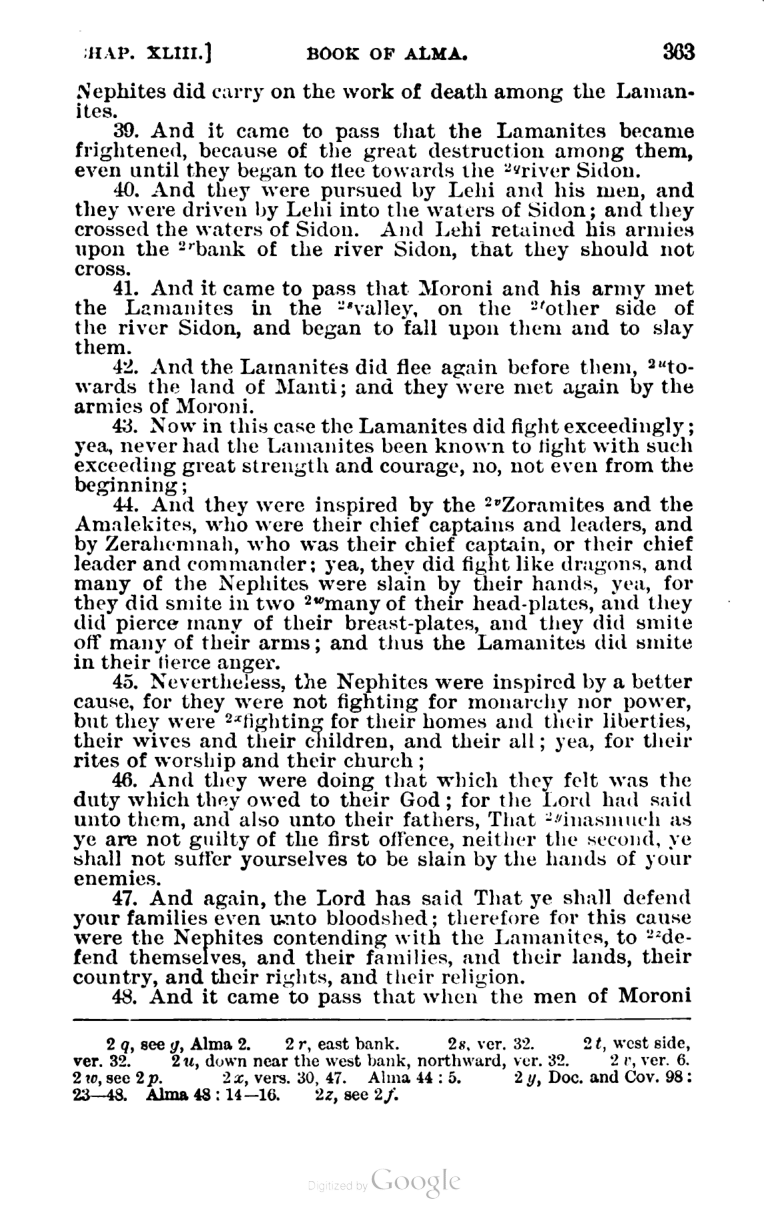 :HAP. XLIII.] BOOK OF ALMA. 363
Nephites did carry on the work of death among the Laman-
ites.
39. And it came to pass that the Lamanites became
frightened, because of the great destruction among them,
even until they began to flee towards the 2qriver Sidon.
40. And they were pursued by Lehi and his men, and
they were driven by Lehi into the waters of Sidon; and they
crossed the waters of Sidon. And Lehi retained his armies
upon the 2rbank of the river Sidon, that they should not
cross.
41. And it came to pass that Moroni and his army met
the Lamanites in the 2svalley, on the 2tother side of
the river Sidon, and began to fall upon them and to slay
them.
42. And the Lamanites did flee again before them, 2uto-
wards the land of Manti; and they were met again by the
armies of Moroni.
43. Now in this case the Lamanites did fight exceedingly;
yea, never had the Lamanites been known to fight with such
exceeding great strength and courage, no, not even from the
beginning;
44. And they were inspired by the 2vZoramites and the
Amalekites, who were their chief captains and leaders, and
by Zerahemnah, who was their chief captain, or their chief
leader and commander; yea, they did fight like dragons, and
many of the Nephites were slain by their hands, yea, for
they did smite in two 2wmany of their head-plates, and they
did pierce many of their breast-plates, and they did smite
off many of their arms; and thus the Lamanites did smite
in their fierce anger.
45. Nevertheless, the Nephites were inspired by a better
cause, for they were not fighting for monarchy nor power,
but they were 2xfighting for their homes and their liberties,
their wives and their children, and their all; yea, for their
rites of worship and their church;
46. And they were doing that which they felt was the
duty which they owed to their God; for the Lord had said
unto them, and also unto their fathers, That 2yinasmuch as
ye are not guilty of the first offence, neither the second, ye
shall not suffer yourselves to be slain by the hands of your
enemies.
47. And again, the Lord has said That ye shall defend
your families even unto bloodshed; therefore for this cause
were the Nephites contending with the Lamanites, to 2zde-
fend themselves, and their families, and their lands, their
country, and their rights, and their religion.
48. And it came to pass that when the men of Moroni
2 q, see y, Alma 2. 2 r, east bank. 2s, ver. 32. 2 t, west side,
ver. 32. 2 u, down near the west bank, northward, ver. 32. 2 v, ver. 6.
2 w, see 2 p. 2 x, vers. 30, 47. Alma 44 : 5. 2 y, Doc. and Cov. 98 :
23—48. Alma 48 : 14—16. 2z, see 2f.
Digitized by Google